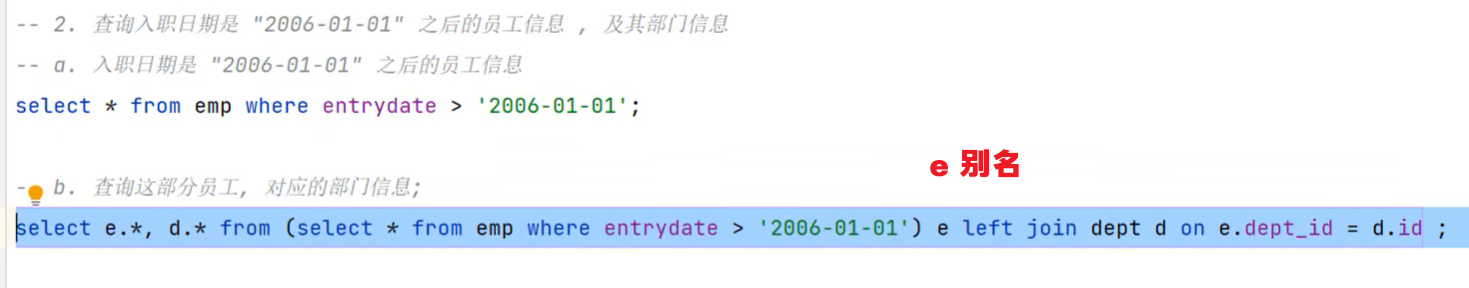 -- 2. 查询入职日期是 "2006-01-01" 之后的员工信息 , 及其部门信息
-- a. 入职日期是 "2006-01-01" 之后的员工信息
select * from emp where entrydate > '2006-01-01';
e 别名
- b. 查询这部分员工, 对应的部门信息;
select e.*, d.* from (select * from emp where entrydate > '2006-01-01') e left join dept d on e.dept_id = d.id ;